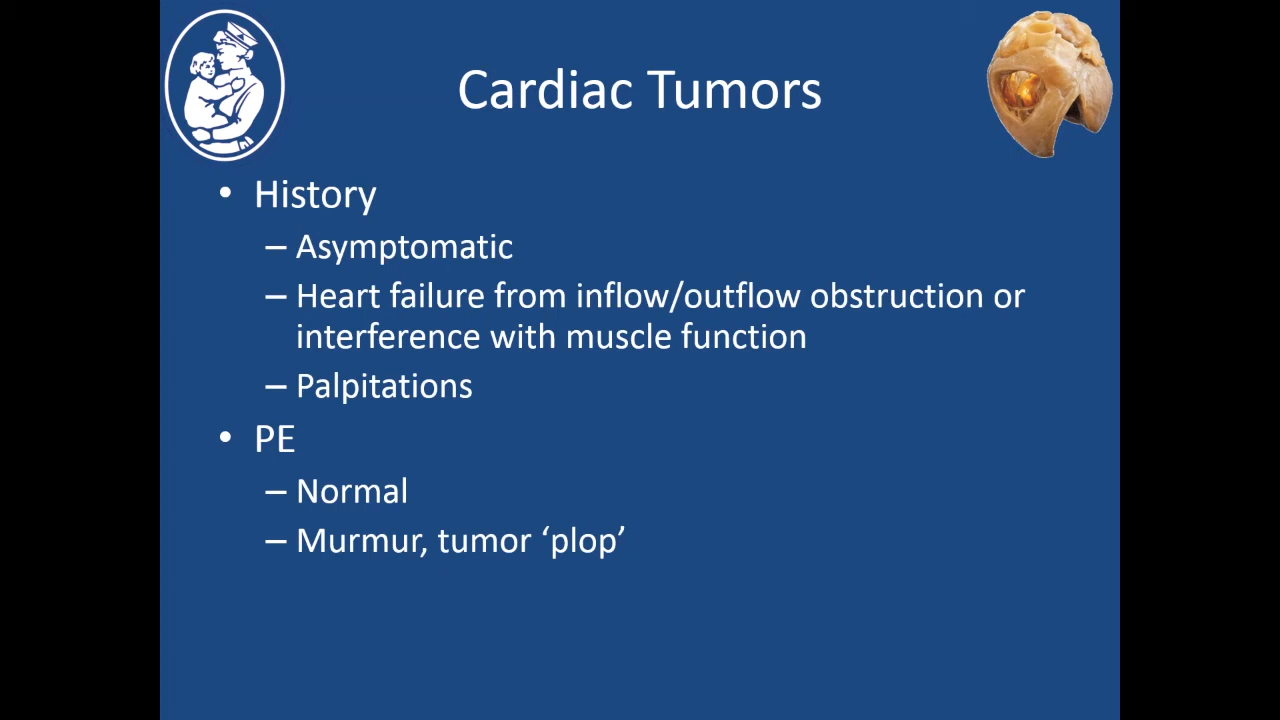 Cardiac Tumors
• History
– Asymptomatic
– Heart failure from inflow/outflow obstruction or
interference with muscle function
– Palpitations
• PE
– Normal
– Murmur, tumor ‘plop’